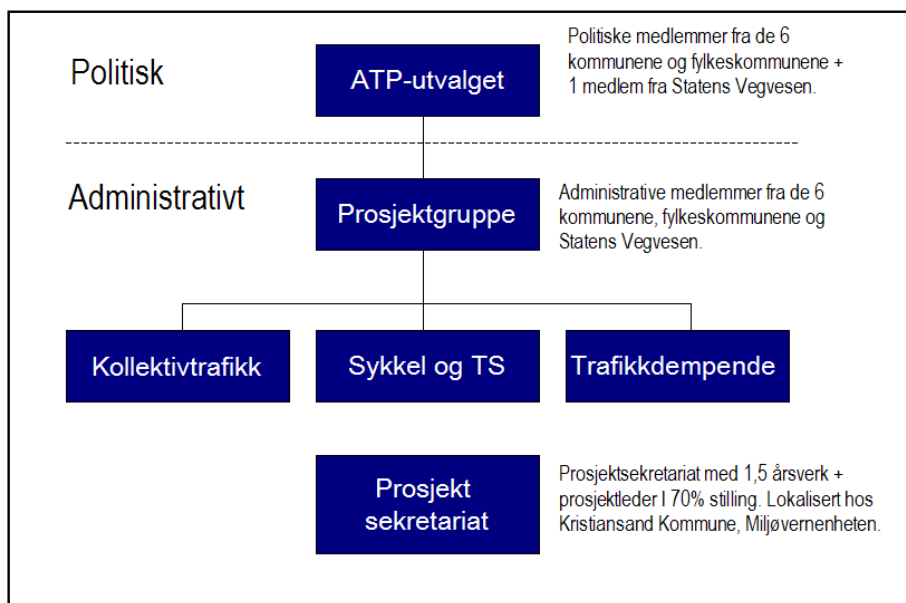 Politisk
ATP-utvalget
Politiske medlemmer fra de 6
kommunene og fylkeskommunene +
1 medlem fra Statens Vegvesen.
Administrativt
Prosjektgruppe
Administrative medlemmer fra de 6
kommunene, fylkeskommunene og
Statens Vegvesen.
Kollektivtrafikk
Sykkel og TS
Trafikkdempende
Prosjekt
sekretariat
Prosjektsekretariat med 1,5 årsverk +
prosjektleder I 70% stilling. Lokalisert hos
Kristiansand Kommune, Miljøvernenheten.